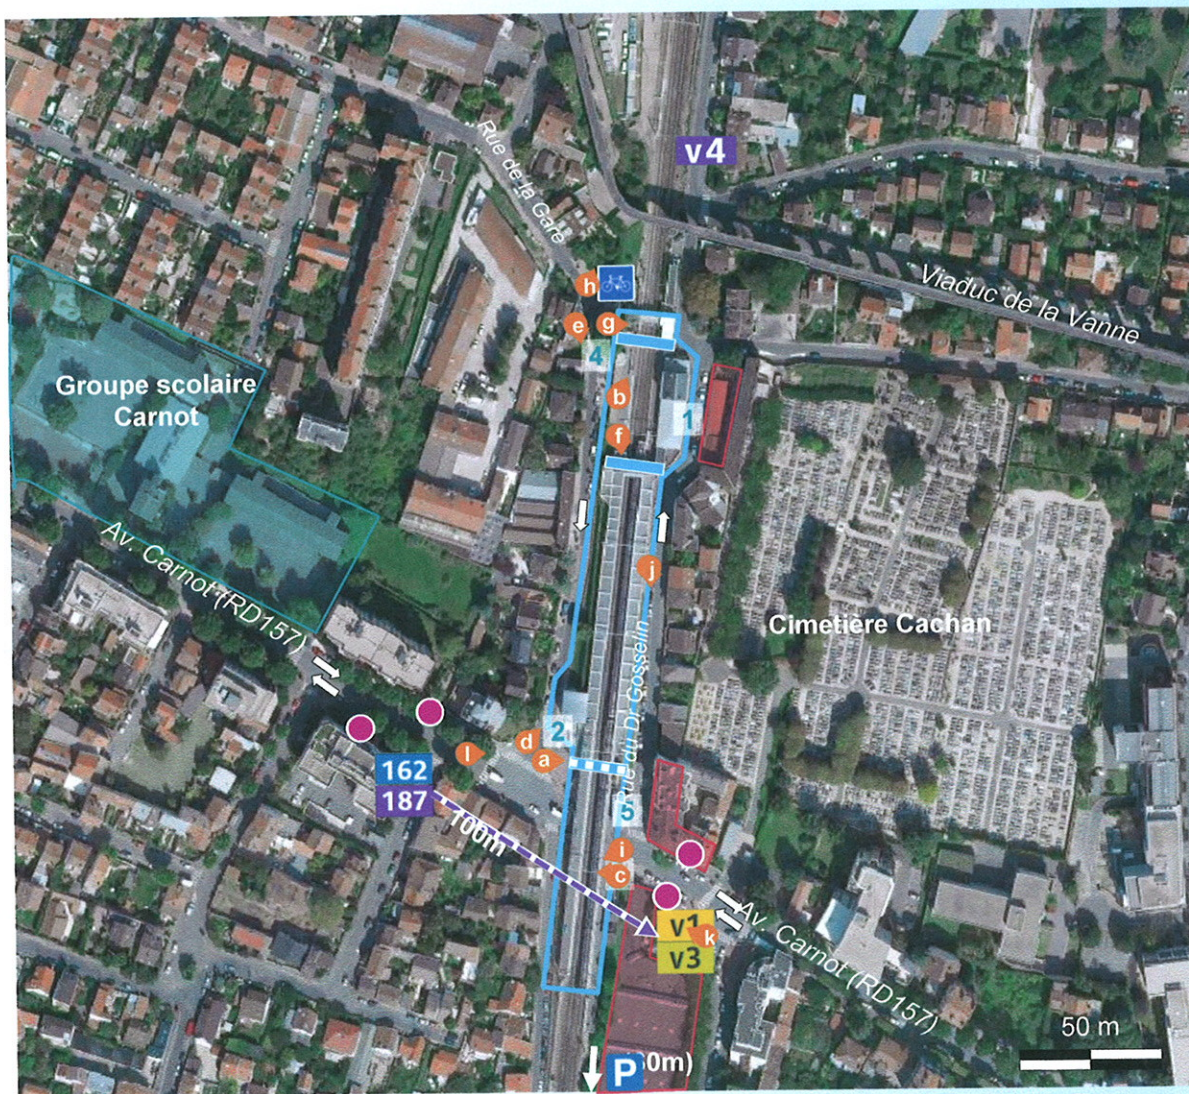 v4
Rue de la Gare
Viaduc de la Vanne
h
e
g
4
b
1
f
Groupe scolaire
Carnot
Av. Carnot (RD157)
j
Cimetière Cachan
Rue du Dr Gosselin
2
d
a
l
162
187
100m
5
i
c
v1
k
v3
Av. Carnot (RD157)
50 m
P
0m)